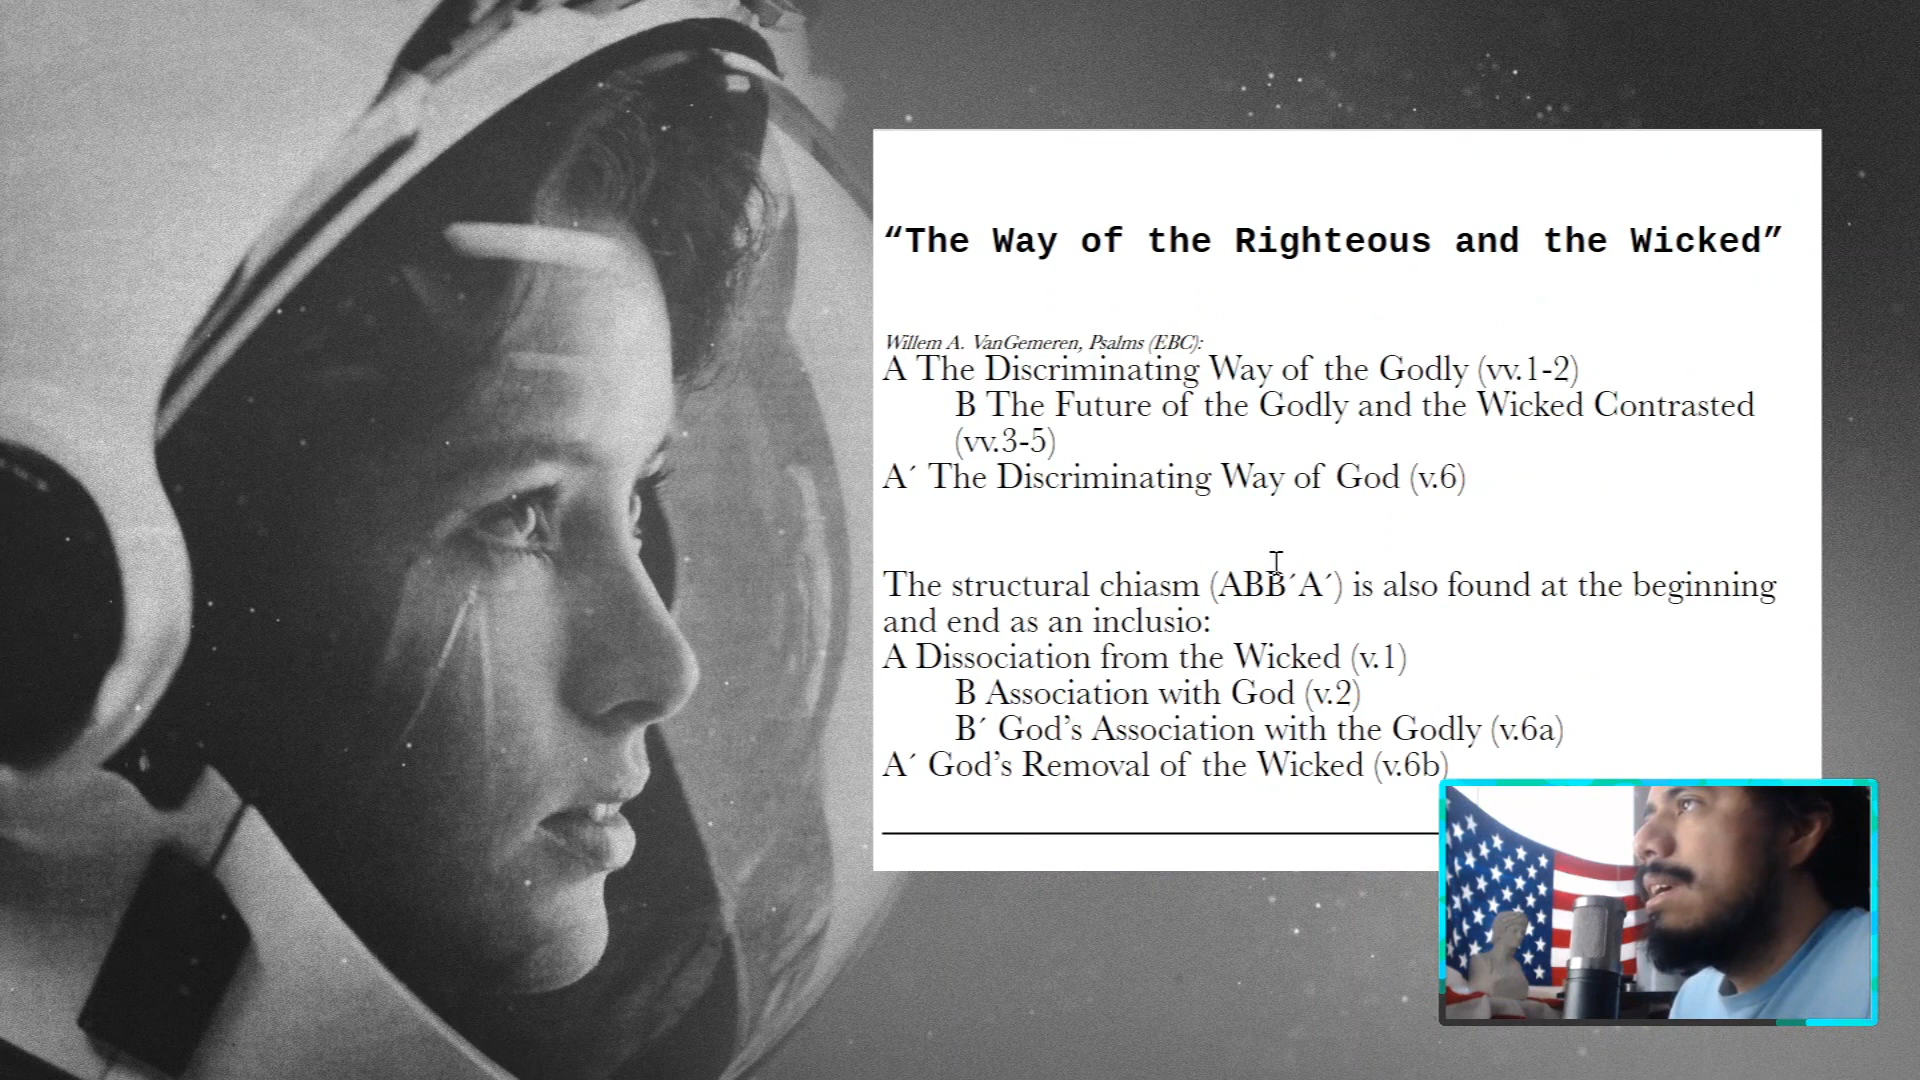 “The Way of the Righteous and the Wicked”
Willem A. VanGemeren, Psalms (EBC):
A The Discriminating Way of the Godly (vv.1-2)
B The Future of the Godly and the Wicked Contrasted
(vv.3-5)
A´ The Discriminating Way of God (v.6)
The structural chiasm (ABB´A´) is also found at the beginning
and end as an inclusio:
A Dissociation from the Wicked (v.1)
B Association with God (v.2)
B´ God’s Association with the Godly (v.6a)
A´ God’s Removal of the Wicked (v.6b)